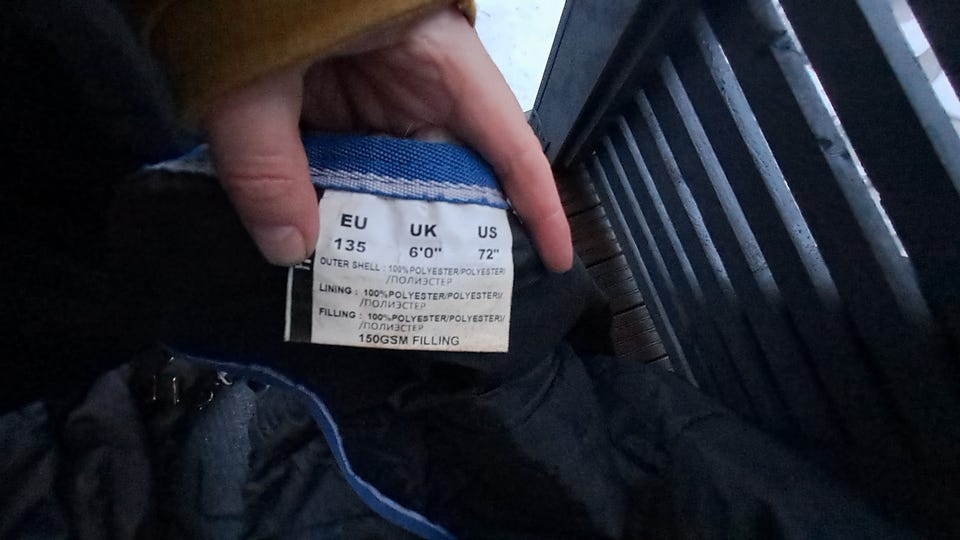 EU UK US
135 6'0" 72"
OUTER SHELL : 100%POLYESTER/POLYESTER/
/ПОЛИЭСТЕР
LINING : 100%POLYESTER/POLYESTER/
/ПОЛИЭСТЕР
FILLING : 100%POLYESTER/POLYESTER/
/ПОЛИЭСТЕР
150GSM FILLING